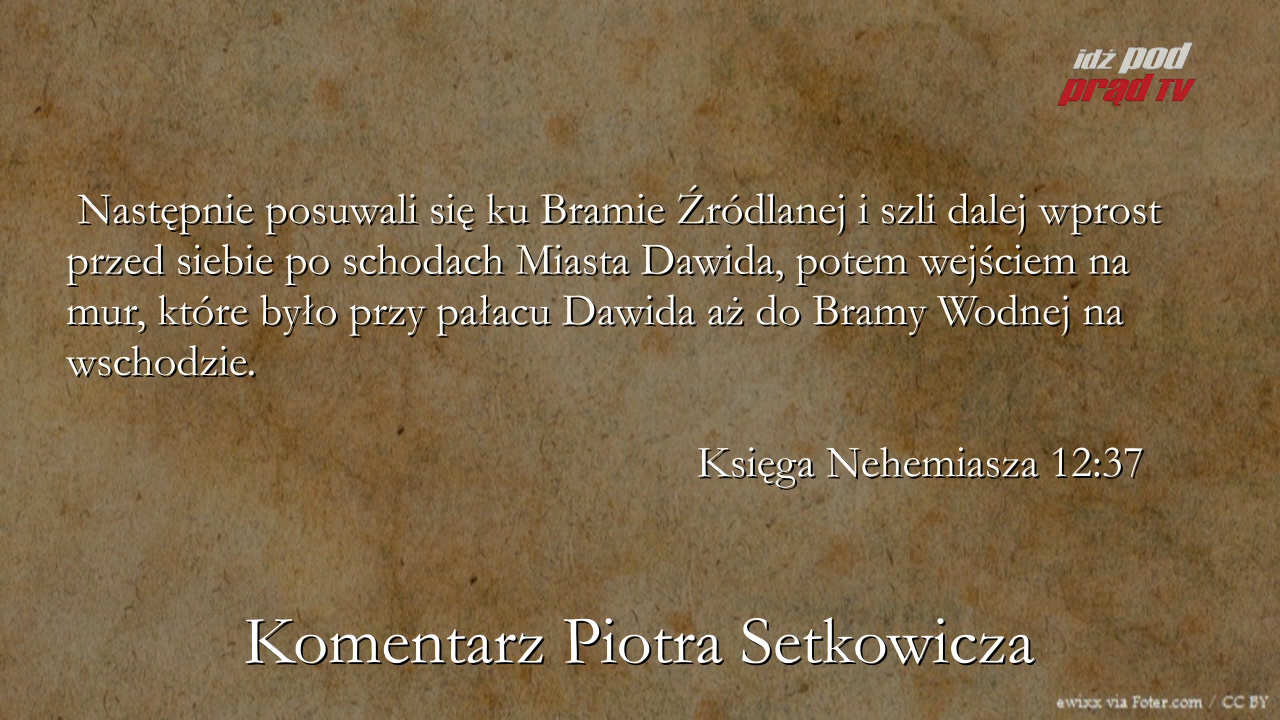 idź pod
prąd TV
Następnie posuwali się ku Bramie Źródlanej i szli dalej wprost
przed siebie po schodach Miasta Dawida, potem wejściem na
mur, które było przy pałacu Dawida aż do Bramy Wodnej na
wschodzie.
Księga Nehemiasza 12:37
Komentarz Piotra Setkowicza
ewixx via Foter.com / CC BY